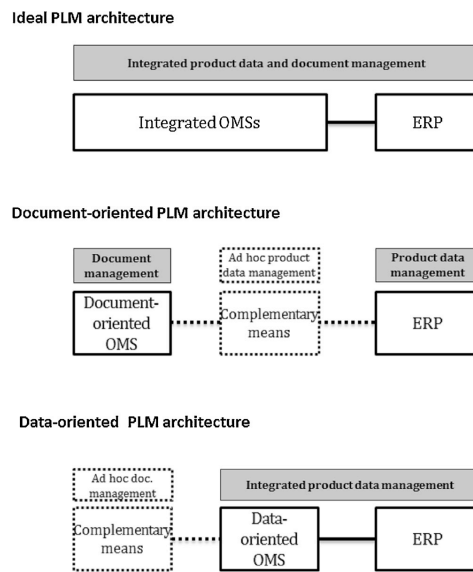 Ideal PLM architecture
Integrated product data and document management
Integrated OMSs
ERP
Document-oriented PLM architecture
Document
management
Ad hoc product
data management
Product data
management
Document-
oriented
OMS
Complementary
means
ERP
Data-oriented PLM architecture
Ad hoc doc.
management
Integrated product data management
Complementary
means
Data-
oriented
OMS
ERP